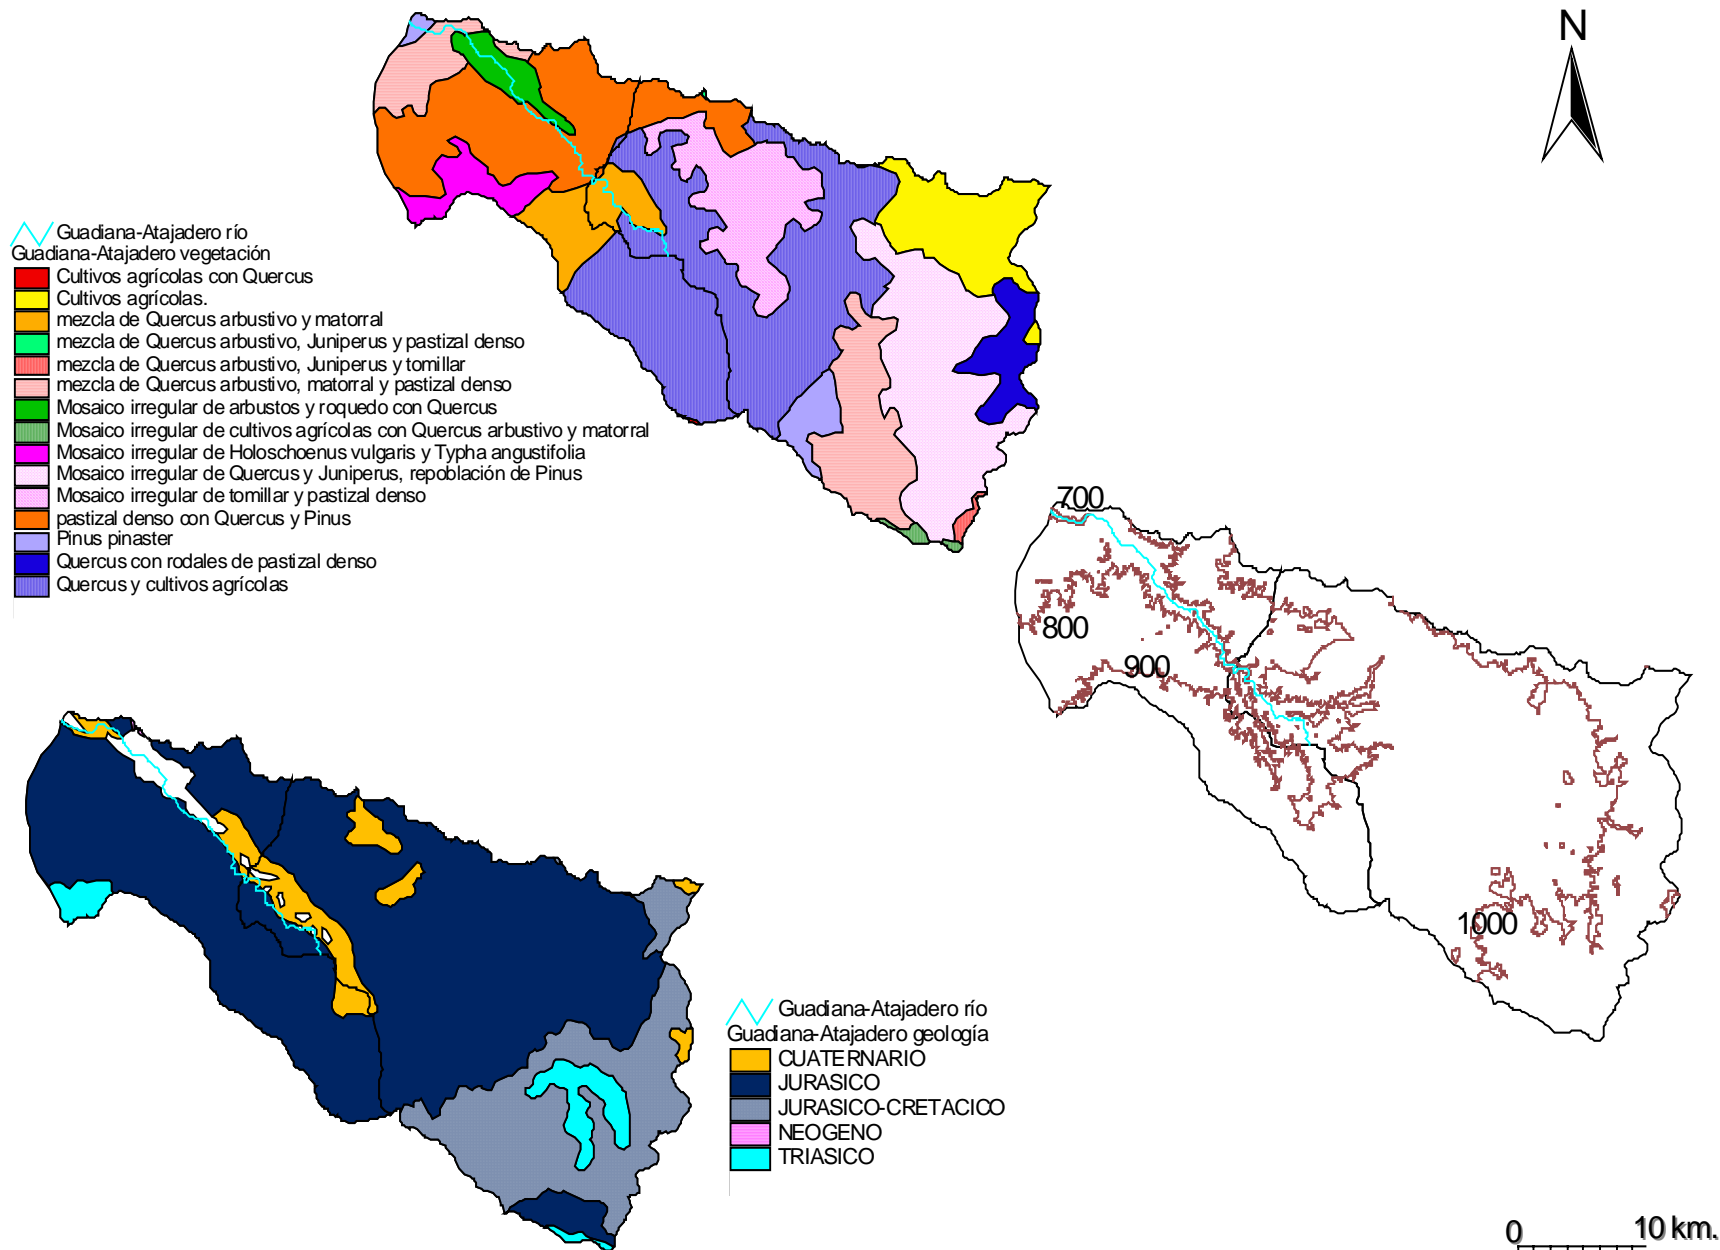 N
Guadiana-Atajadero río
Guadiana-Atajadero vegetación
Cultivos agrícolas con Quercus
Cultivos agrícolas.
mezcla de Quercus arbustivo y matorral
mezcla de Quercus arbustivo, Juniperus y pastizal denso
mezcla de Quercus arbustivo, Juniperus y tomillar
mezcla de Quercus arbustivo, matorral y pastizal denso
Mosaico irregular de arbustos y roquedo con Quercus
Mosaico irregular de cultivos agrícolas con Quercus arbustivo y matorral
Mosaico irregular de Holoschoenus vulgaris y Typha angustifolia
Mosaico irregular de Quercus y Juniperus, repoblación de Pinus
Mosaico irregular de tomillar y pastizal denso
pastizal denso con Quercus y Pinus
Pinus pinaster
Quercus con rodales de pastizal denso
Quercus y cultivos agrícolas
700
800
900
1000
Guadiana-Atajadero río
Guadiana-Atajadero geología
CUATERNARIO
JURASICO
JURASICO-CRETACICO
NEOGENO
TRIASICO
0 10 km.